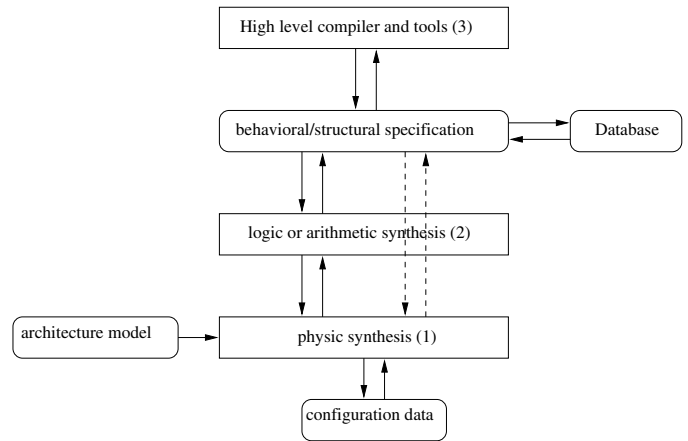 High level compiler and tools (3)
behavioral/structural specification
Database
logic or arithmetic synthesis (2)
architecture model
physic synthesis (1)
configuration data